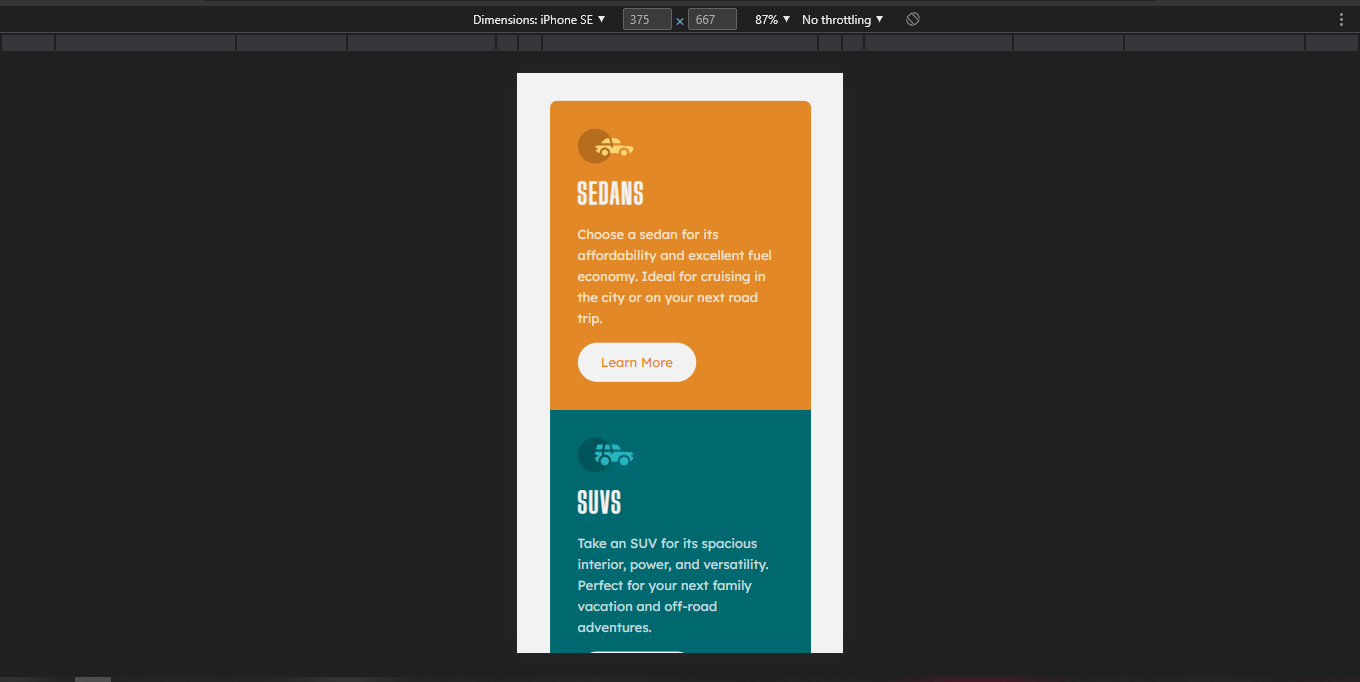 Dimensions: iPhone SE ▼ 375 × 667 87% ▼ No throttling ▼
SEDANS
Choose a sedan for its
affordability and excellent fuel
economy. Ideal for cruising in
the city or on your next road
trip.
Learn More
SUVS
Take an SUV for its spacious
interior, power, and versatility.
Perfect for your next family
vacation and off-road
adventures.